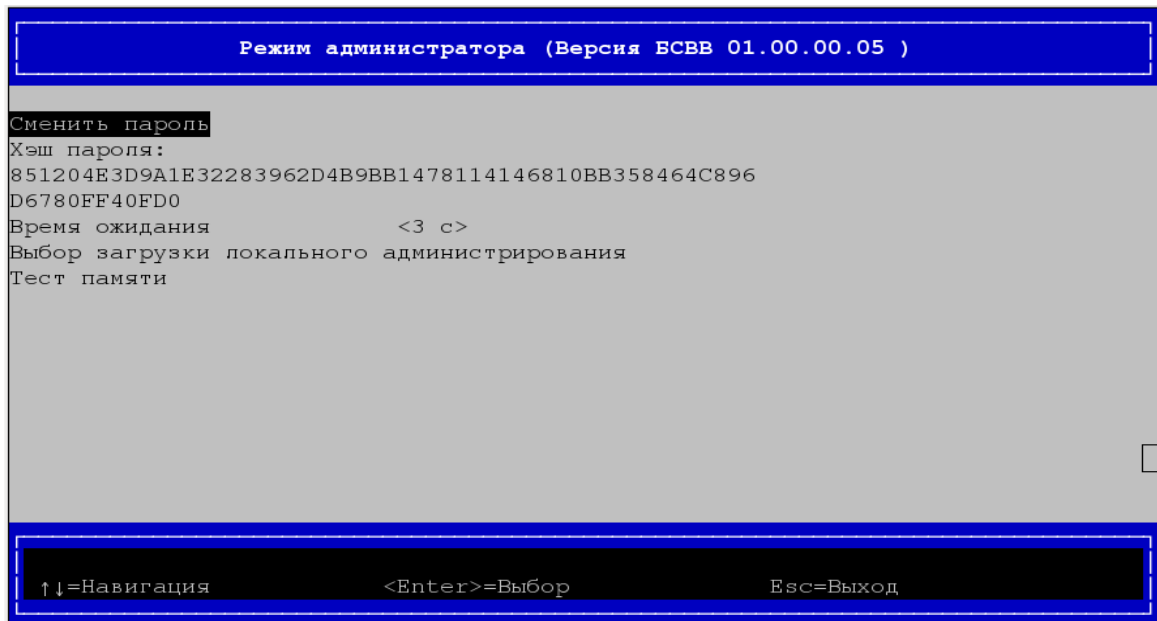 Режим администратора (Версия БСВВ 01.00.00.05 )
Сменить пароль
Хэш пароля:
851204E3D9A1E32283962D4B9BB1478114146810BB358464C896
D6780FF40FD0
Время ожидания <3 с>
Выбор загрузки локального администрирования
Тест памяти
↑↓=Навигация <Enter>=Выбор Esc=Выход